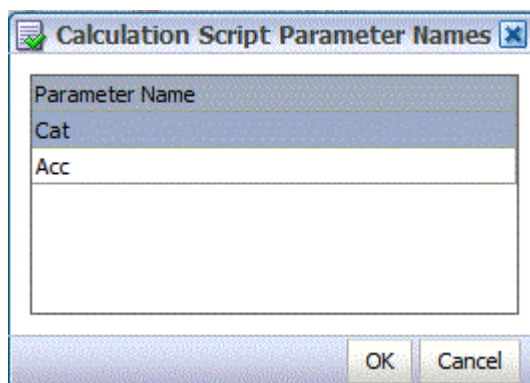 Calculation Script Parameter Names
Parameter Name
Cat
Acc
OK Cancel